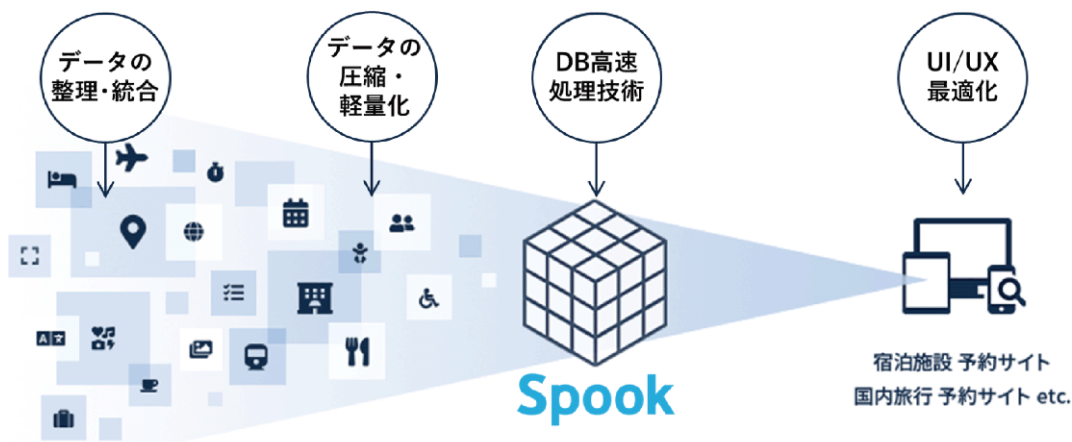 データの
整理・統合
データの
圧縮・
軽量化
DB高速
処理技術
UI/UX
最適化
A文
Spook
宿泊施設 予約サイト
国内旅行 予約サイト etc.